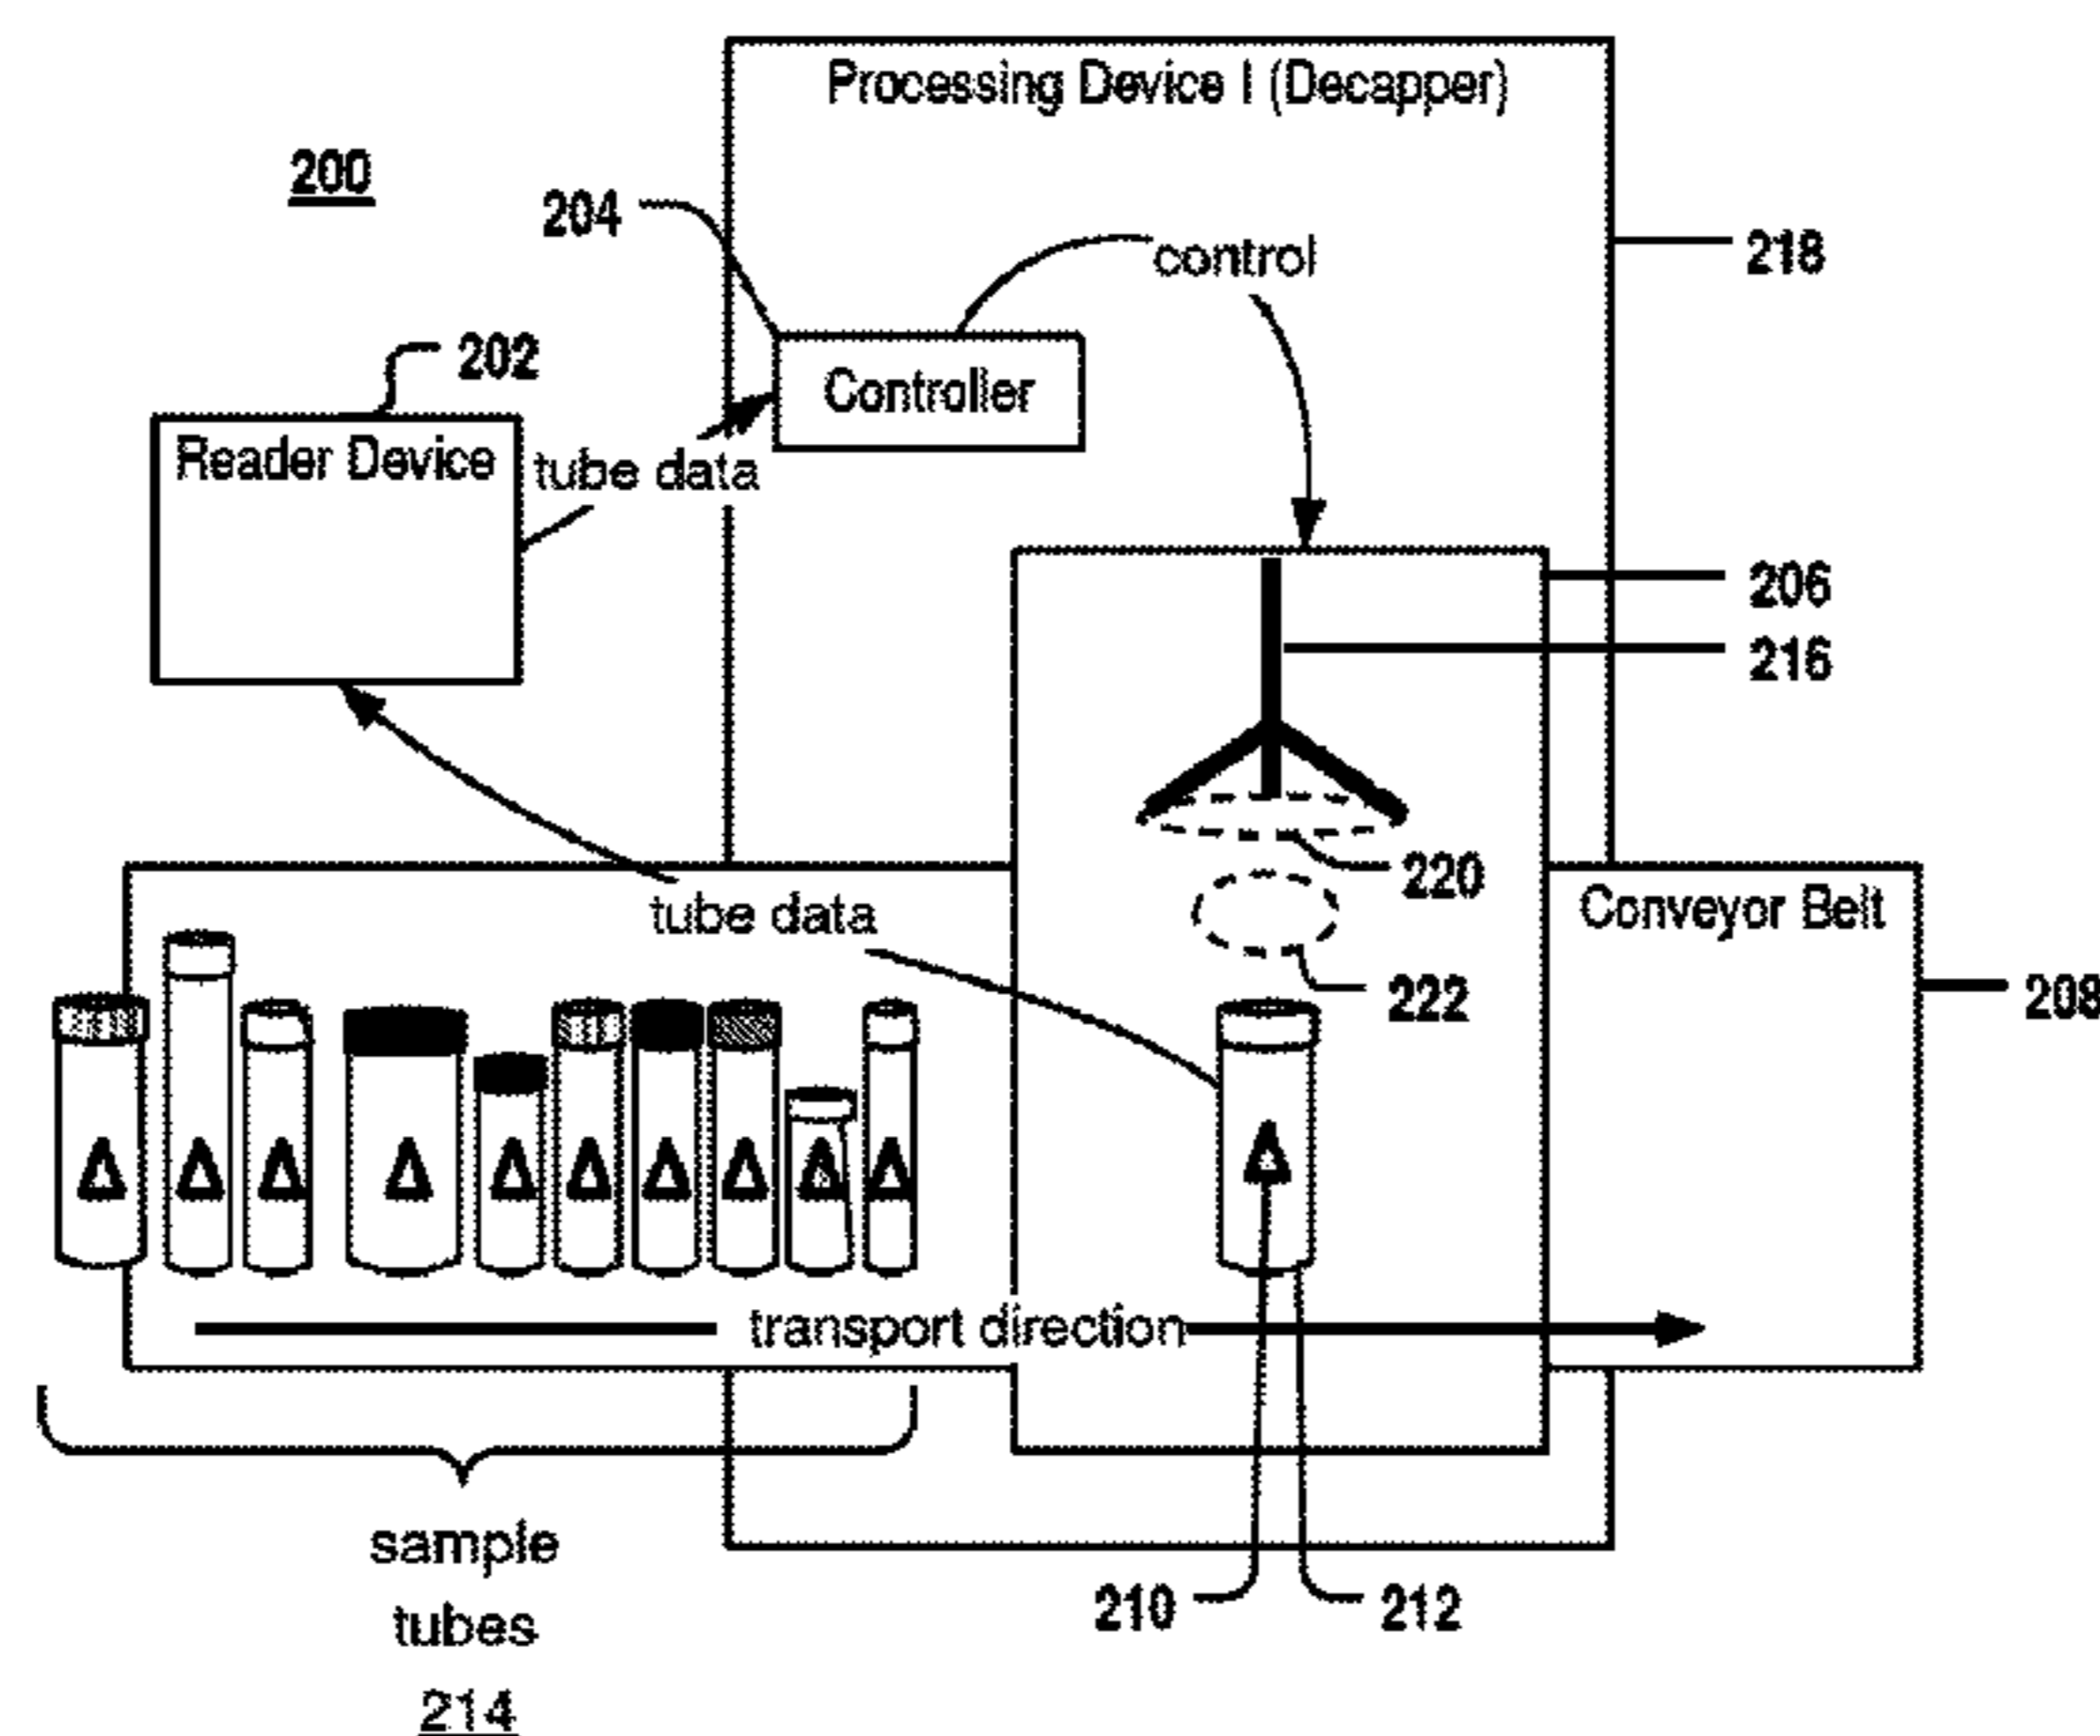 Processing Device I (Decapper)
200
204
control
218
202
Controller
Reader Device
tube data
206
216
220
tube data
Conveyor Belt
222
208
Δ Δ Δ Δ Δ Δ Δ Δ Δ Δ Δ
transport direction
sample
tubes
214
210
212